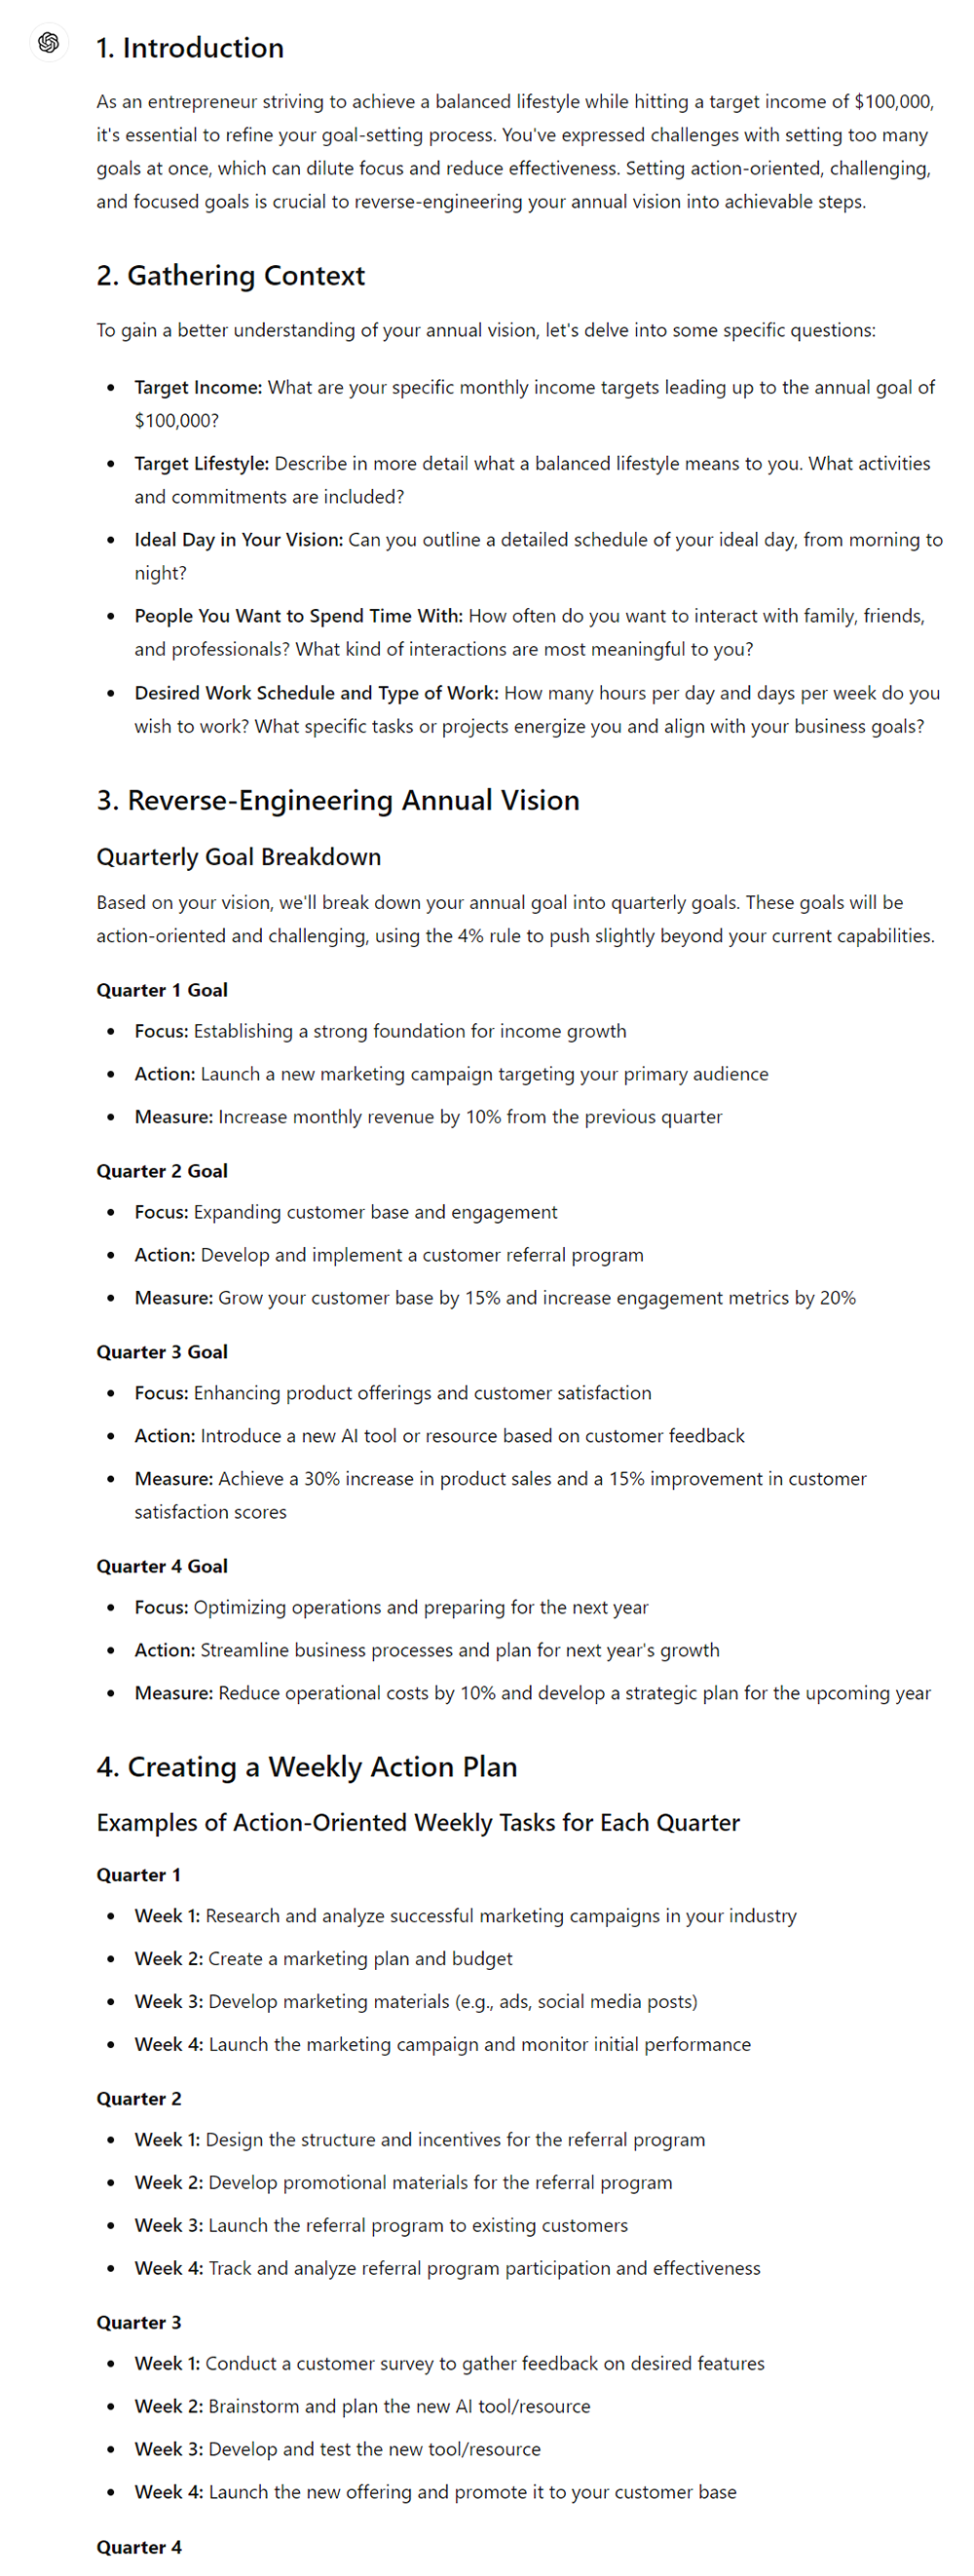 1. Introduction
As an entrepreneur striving to achieve a balanced lifestyle while hitting a target income of $100,000,
it's essential to refine your goal-setting process. You've expressed challenges with setting too many
goals at once, which can dilute focus and reduce effectiveness. Setting action-oriented, challenging,
and focused goals is crucial to reverse-engineering your annual vision into achievable steps.
2. Gathering Context
To gain a better understanding of your annual vision, let's delve into some specific questions:
• Target Income: What are your specific monthly income targets leading up to the annual goal of
$100,000?
• Target Lifestyle: Describe in more detail what a balanced lifestyle means to you. What activities
and commitments are included?
• Ideal Day in Your Vision: Can you outline a detailed schedule of your ideal day, from morning to
night?
• People You Want to Spend Time With: How often do you want to interact with family, friends,
and professionals? What kind of interactions are most meaningful to you?
• Desired Work Schedule and Type of Work: How many hours per day and days per week do you
wish to work? What specific tasks or projects energize you and align with your business goals?
3. Reverse-Engineering Annual Vision
Quarterly Goal Breakdown
Based on your vision, we'll break down your annual goal into quarterly goals. These goals will be
action-oriented and challenging, using the 4% rule to push slightly beyond your current capabilities.
Quarter 1 Goal
• Focus: Establishing a strong foundation for income growth
• Action: Launch a new marketing campaign targeting your primary audience
• Measure: Increase monthly revenue by 10% from the previous quarter
Quarter 2 Goal
• Focus: Expanding customer base and engagement
• Action: Develop and implement a customer referral program
• Measure: Grow your customer base by 15% and increase engagement metrics by 20%
Quarter 3 Goal
• Focus: Enhancing product offerings and customer satisfaction
• Action: Introduce a new AI tool or resource based on customer feedback
• Measure: Achieve a 30% increase in product sales and a 15% improvement in customer
satisfaction scores
Quarter 4 Goal
• Focus: Optimizing operations and preparing for the next year
• Action: Streamline business processes and plan for next year's growth
• Measure: Reduce operational costs by 10% and develop a strategic plan for the upcoming year
4. Creating a Weekly Action Plan
Examples of Action-Oriented Weekly Tasks for Each Quarter
Quarter 1
• Week 1: Research and analyze successful marketing campaigns in your industry
• Week 2: Create a marketing plan and budget
• Week 3: Develop marketing materials (e.g., ads, social media posts)
• Week 4: Launch the marketing campaign and monitor initial performance
Quarter 2
• Week 1: Design the structure and incentives for the referral program
• Week 2: Develop promotional materials for the referral program
• Week 3: Launch the referral program to existing customers
• Week 4: Track and analyze referral program participation and effectiveness
Quarter 3
• Week 1: Conduct a customer survey to gather feedback on desired features
• Week 2: Brainstorm and plan the new AI tool/resource
• Week 3: Develop and test the new tool/resource
• Week 4: Launch the new offering and promote it to your customer base
Quarter 4